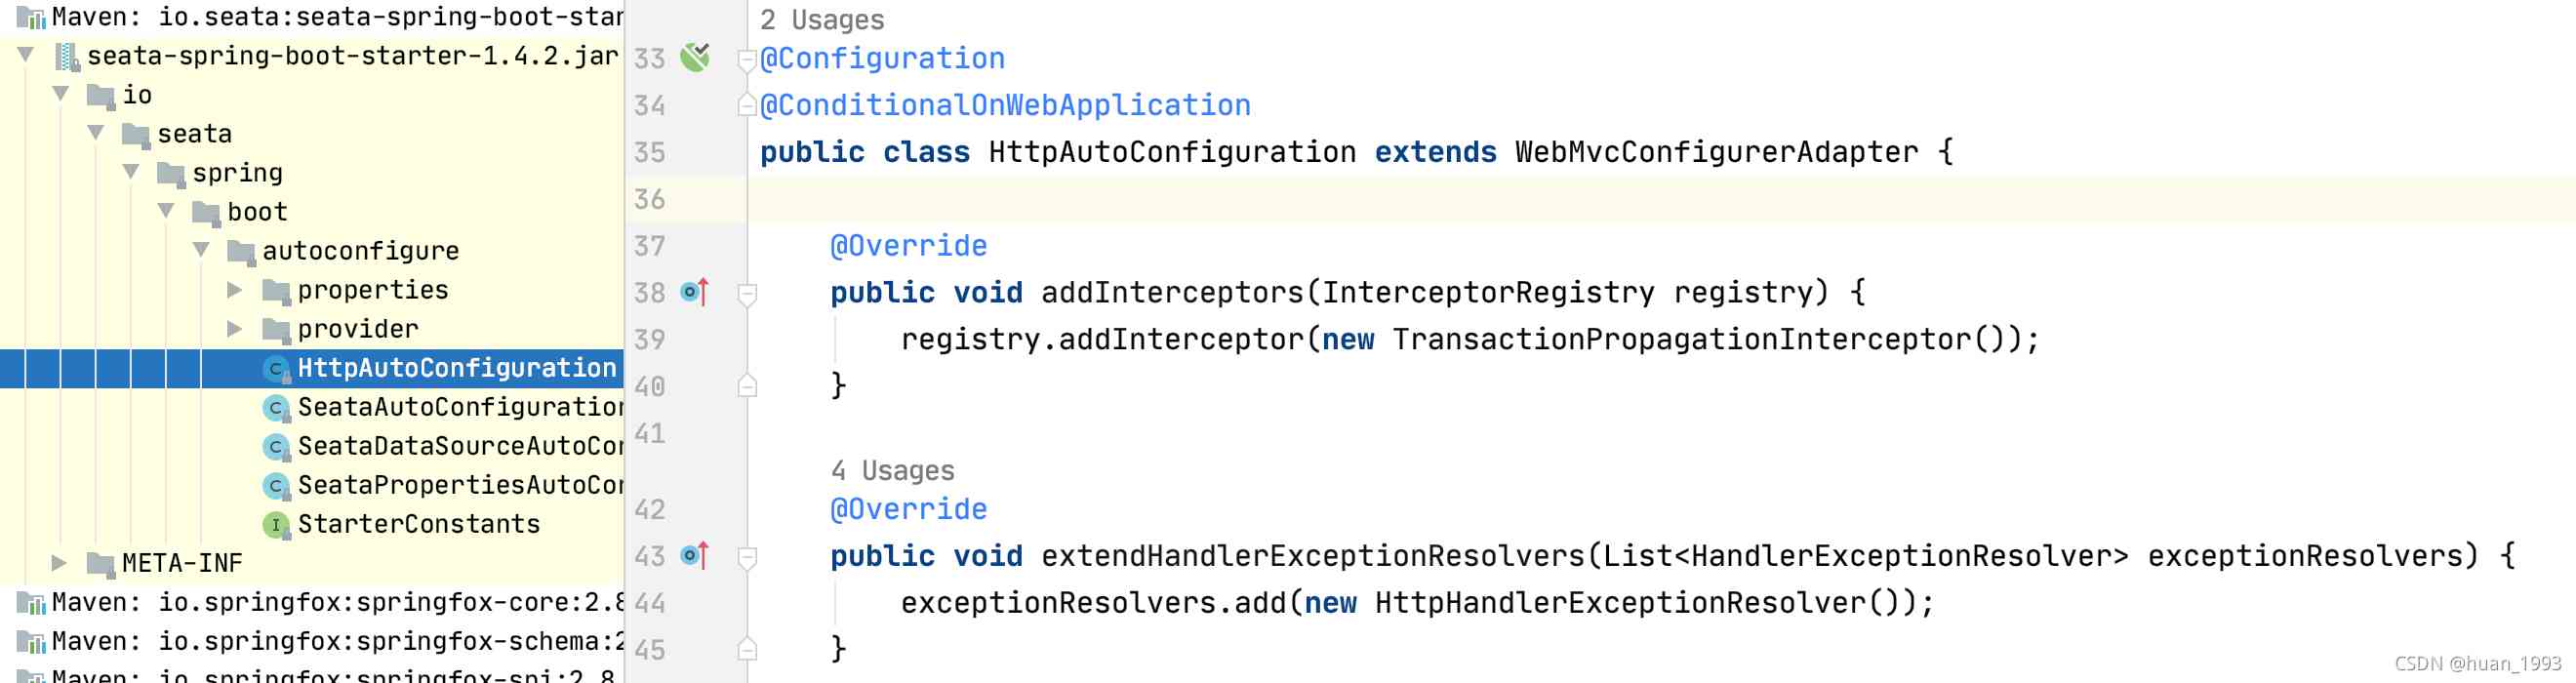 Maven: io.seata:seata-spring-boot-star
seata-spring-boot-starter-1.4.2.jar
io
seata
spring
boot
autoconfigure
properties
provider
HttpAutoConfiguration
SeataAutoConfiguration
SeataDataSourceAutoCon
SeataPropertiesAutoCon
StarterConstants
META-INF
Maven: io.springfox:springfox-core:2.8
Maven: io.springfox:springfox-schema:2
Maven: io.springfox:springfox-spi:2.8
2 Usages
33 @Configuration
34 @ConditionalOnWebApplication
35 public class HttpAutoConfiguration extends WebMvcConfigurerAdapter {
36
37 @Override
38 public void addInterceptors(InterceptorRegistry registry) {
39 registry.addInterceptor(new TransactionPropagationInterceptor());
40 }
41
4 Usages
42 @Override
43 public void extendHandlerExceptionResolvers(List<HandlerExceptionResolver> exceptionResolvers) {
44 exceptionResolvers.add(new HttpHandlerExceptionResolver());
45 }
CSDN @huan_1993